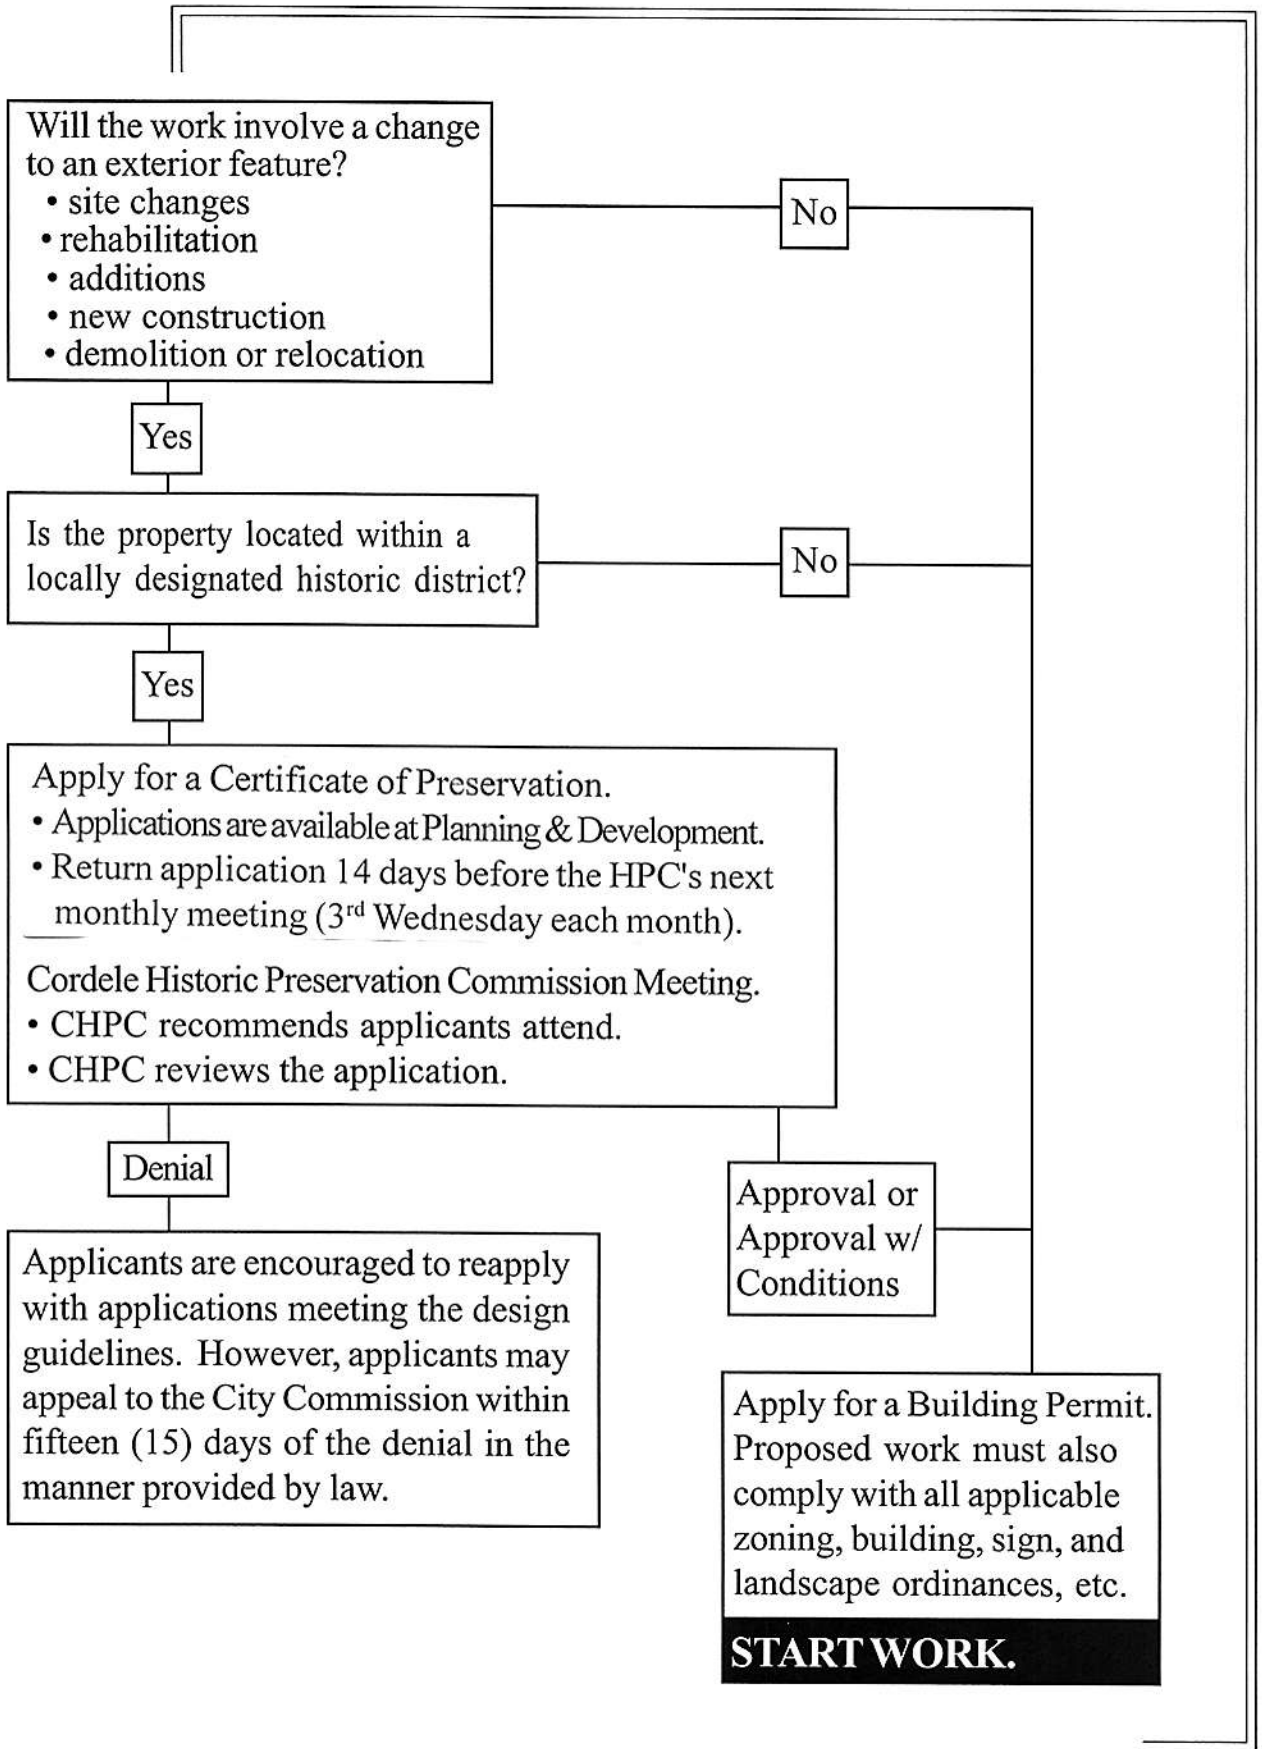 Will the work involve a change
to an exterior feature?
• site changes
• rehabilitation
• additions
• new construction
• demolition or relocation
No
Yes
Is the property located within a
locally designated historic district?
No
Yes
Apply for a Certificate of Preservation.
• Applications are available at Planning & Development.
• Return application 14 days before the HPC's next
monthly meeting (3rd Wednesday each month).
Cordele Historic Preservation Commission Meeting.
• CHPC recommends applicants attend.
• CHPC reviews the application.
Denial
Approval or
Approval w/
Conditions
Applicants are encouraged to reapply
with applications meeting the design
guidelines. However, applicants may
appeal to the City Commission within
fifteen (15) days of the denial in the
manner provided by law.
Apply for a Building Permit.
Proposed work must also
comply with all applicable
zoning, building, sign, and
landscape ordinances, etc.
START WORK.